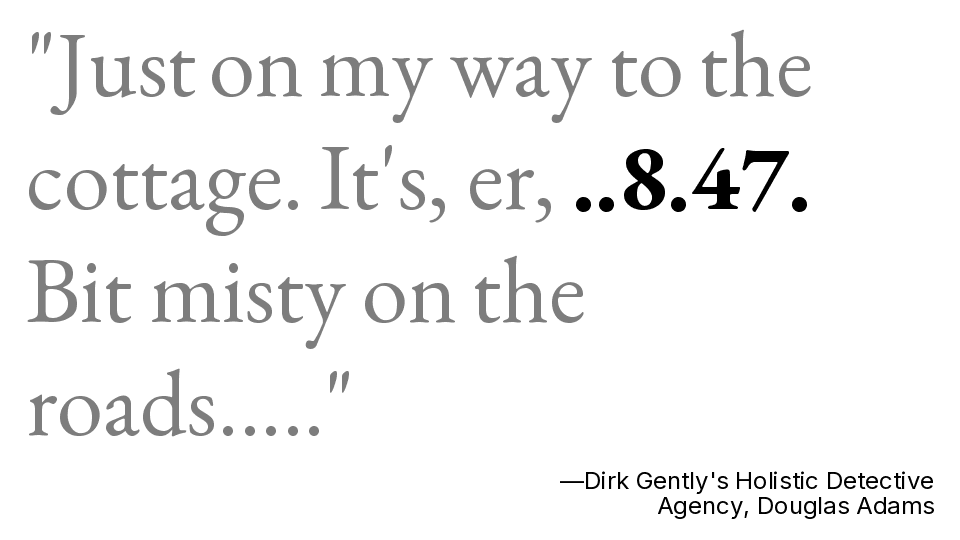 "Just on my way to the
cottage. It's, er, ..8.47.
Bit misty on the
roads....."
—Dirk Gently's Holistic Detective
Agency, Douglas Adams